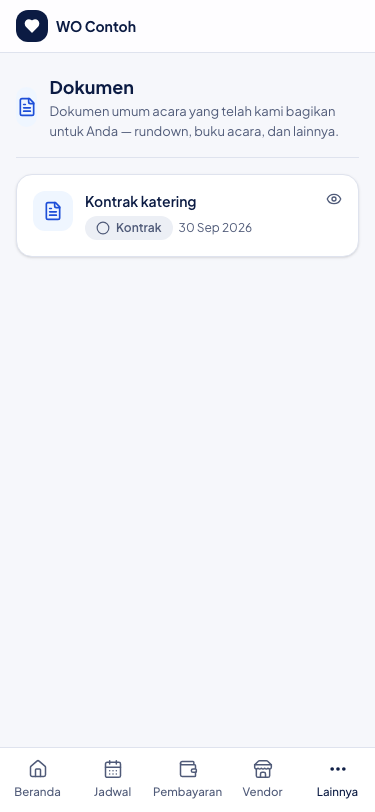 WO Contoh
Dokumen
Dokumen umum acara yang telah kami bagikan
untuk Anda — rundown, buku acara, dan lainnya.
Kontrak katering
Kontrak 30 Sep 2026
Beranda Jadwal Pembayaran Vendor Lainnya